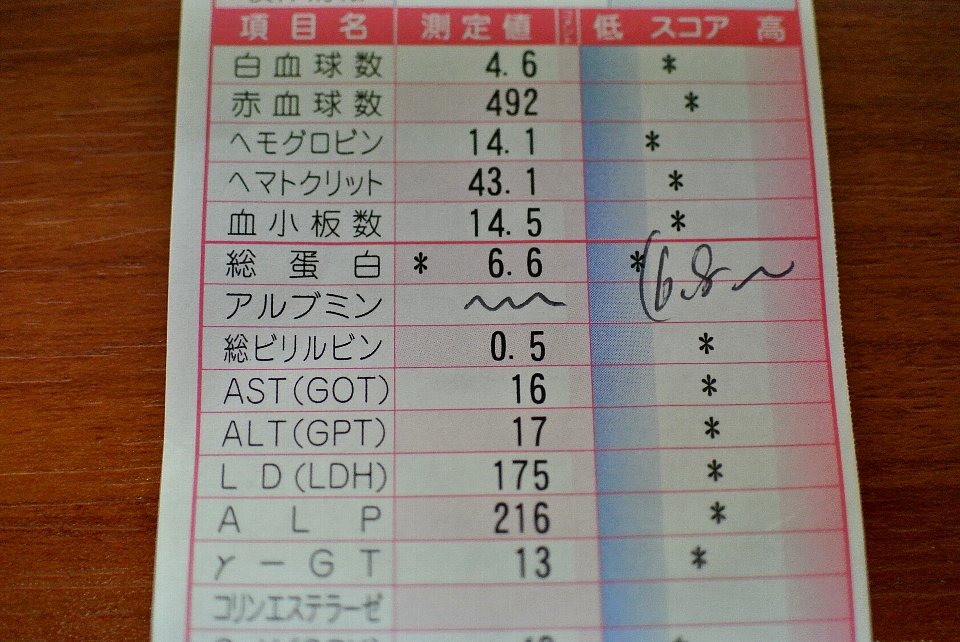 項目名 測定値 コメント 低 スコア 高
白血球数 4.6 *
赤血球数 492 *
ヘモグロビン 14.1 *
ヘマトクリット 43.1 *
血小板数 14.5 *
総蛋白 * 6.6 * (6.8~
アルブミン
総ビリルビン 0.5 *
AST(GOT) 16 *
ALT(GPT) 17 *
LD(LDH) 175 *
ALP 216 *
γ-GT 13 *
コリンエステラーゼ